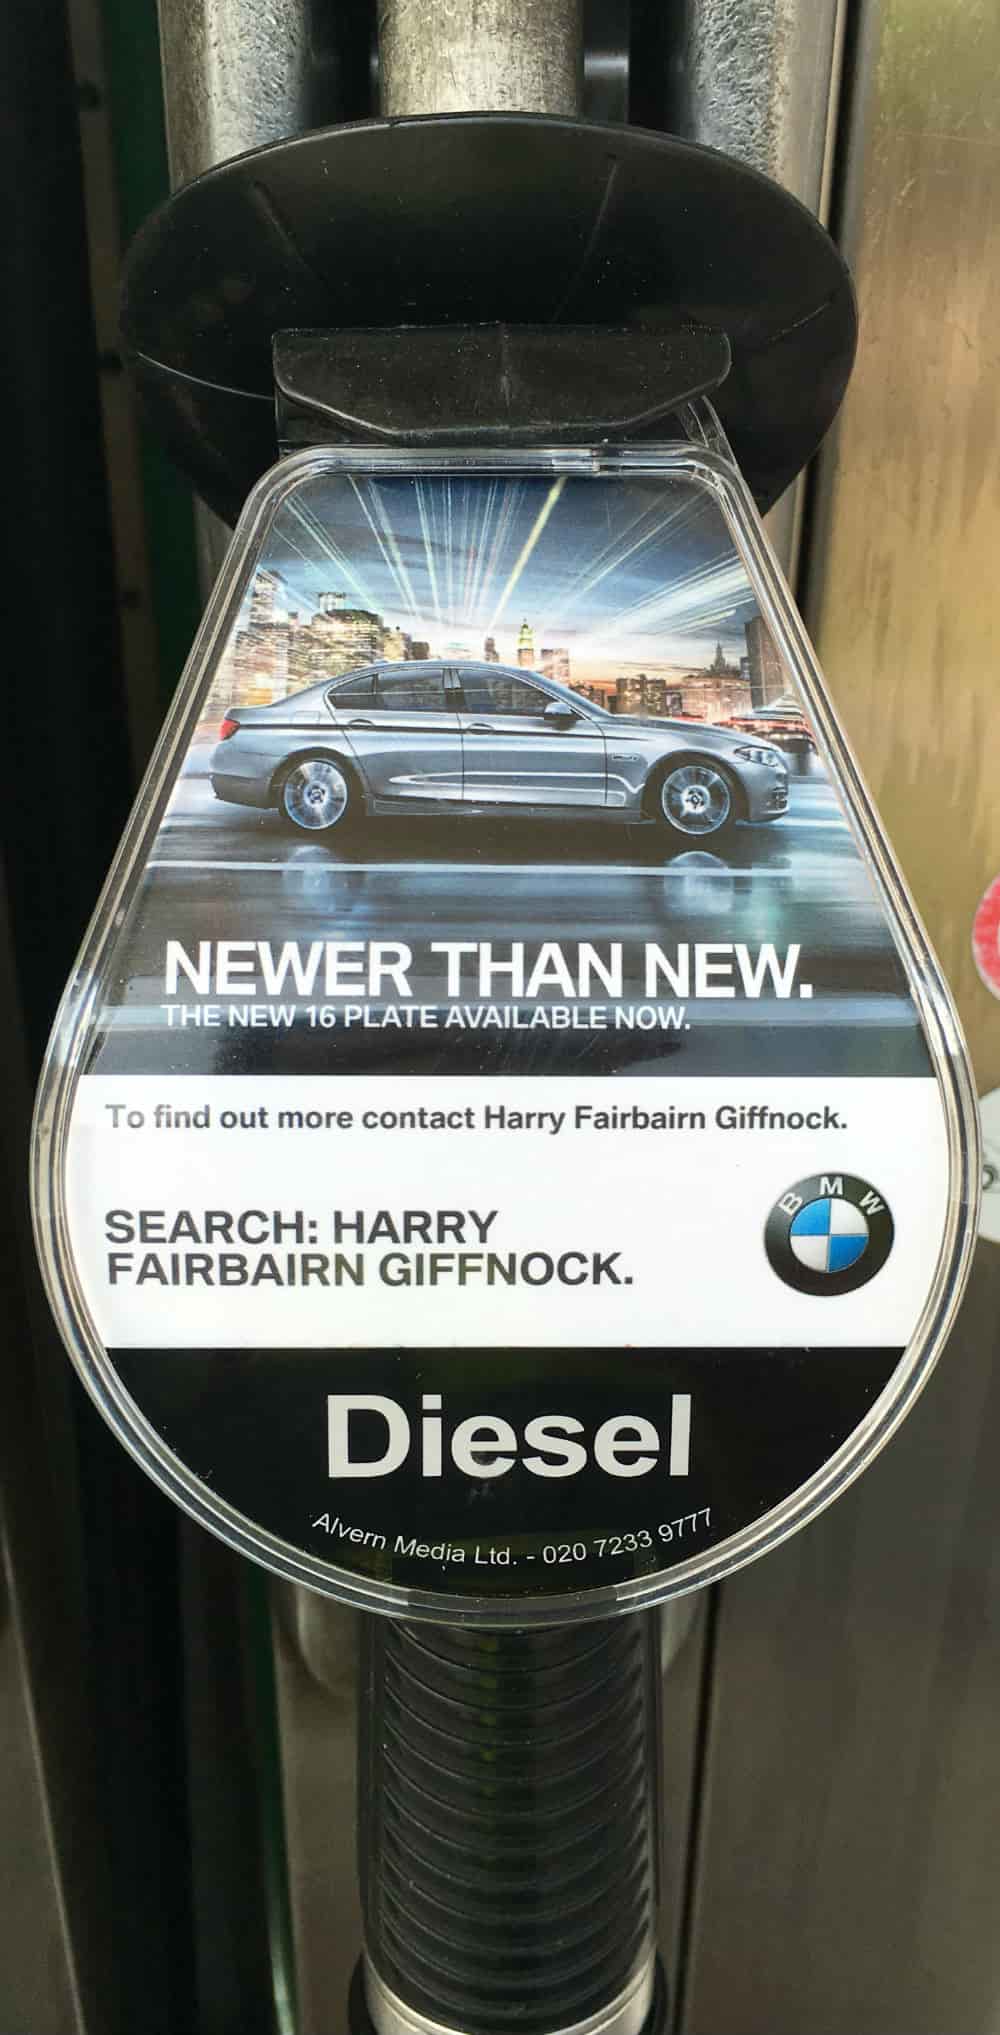 NEWER THAN NEW.
THE NEW 16 PLATE AVAILABLE NOW.
To find out more contact Harry Fairbairn Giffnock.
SEARCH: HARRY
FAIRBAIRN GIFFNOCK.
BMW
Diesel
Alvern Media Ltd. - 020 7233 9777